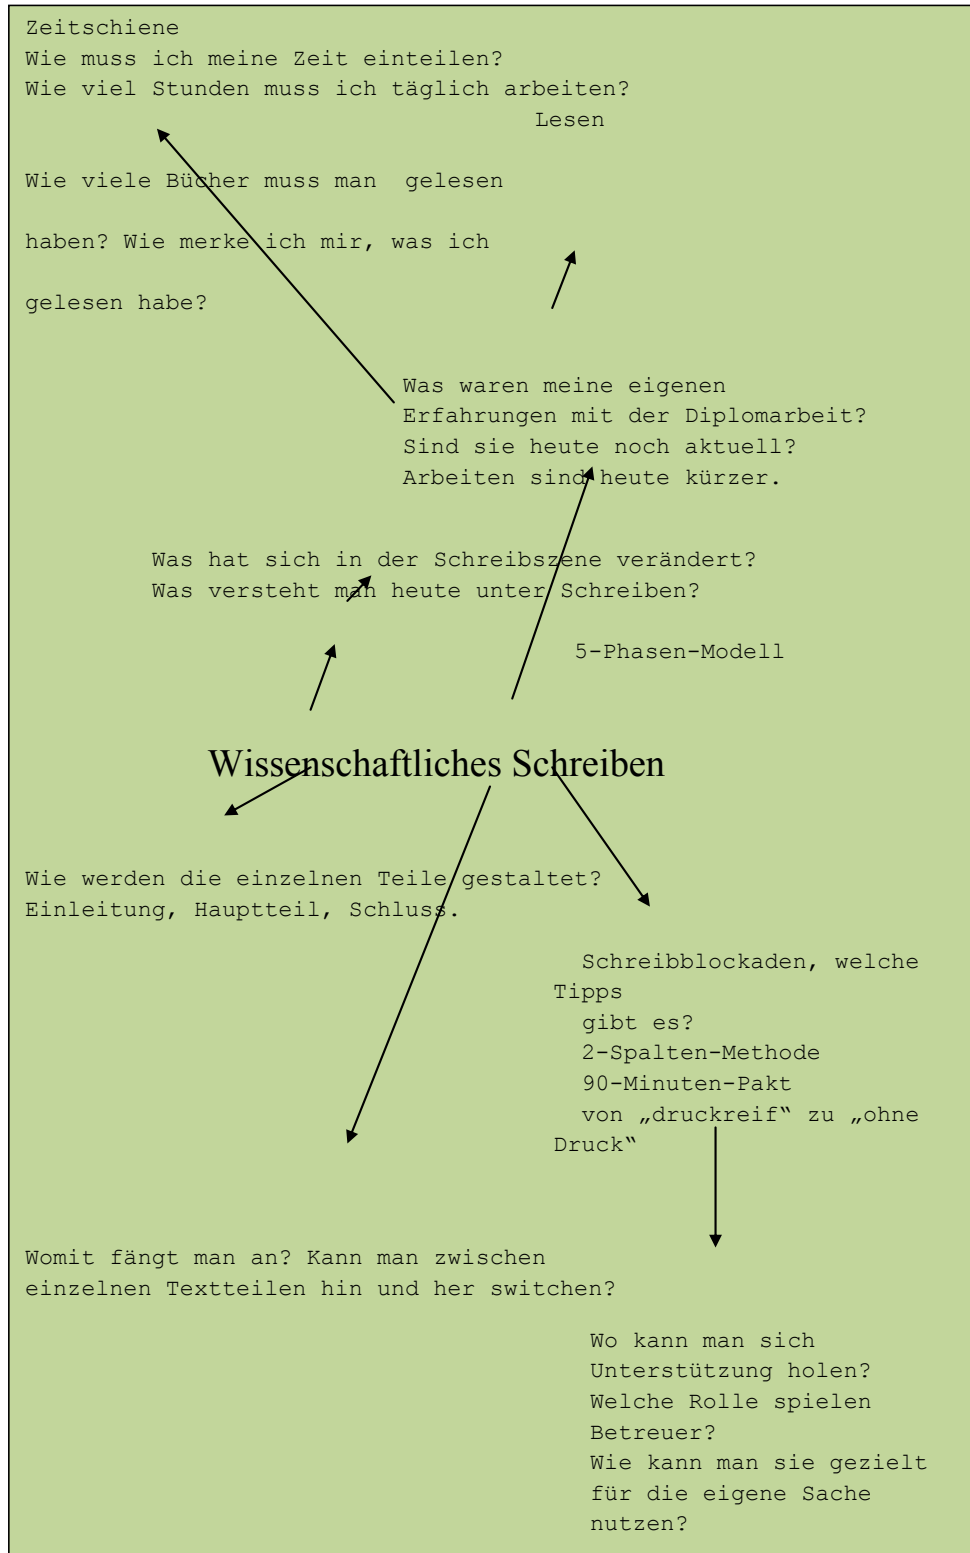 Zeitschiene
Wie muss ich meine Zeit einteilen?
Wie viel Stunden muss ich täglich arbeiten?
Lesen
Wie viele Bücher muss man  gelesen
haben? Wie merke ich mir, was ich
gelesen habe?
Was waren meine eigenen
Erfahrungen mit der Diplomarbeit?
Sind sie heute noch aktuell?
Arbeiten sind heute kürzer.
Was hat sich in der Schreibszene verändert?
Was versteht man heute unter Schreiben?
5-Phasen-Modell
Wissenschaftliches Schreiben
Wie werden die einzelnen Teile gestaltet?
Einleitung, Hauptteil, Schluss.
Schreibblockaden, welche
Tipps
gibt es?
2-Spalten-Methode
90-Minuten-Pakt
von „druckreif“ zu „ohne
Druck“
Womit fängt man an? Kann man zwischen
einzelnen Textteilen hin und her switchen?
Wo kann man sich
Unterstützung holen?
Welche Rolle spielen
Betreuer?
Wie kann man sie gezielt
für die eigene Sache
nutzen?